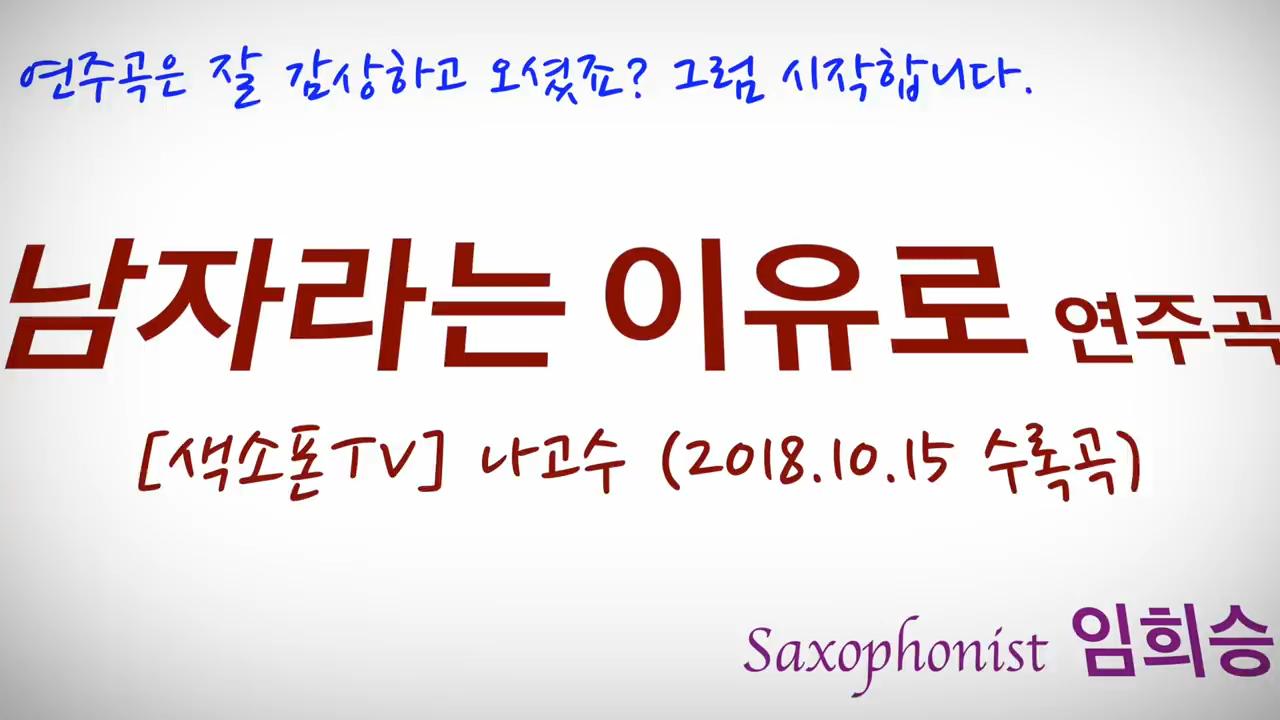 연주곡은 잘 감상하고 오셨죠? 그럼 시작합니다.
남자라는 이유로 연주곡
[색소폰TV] 나고수 (2018.10.15 수록곡)
Saxophonist 임희승